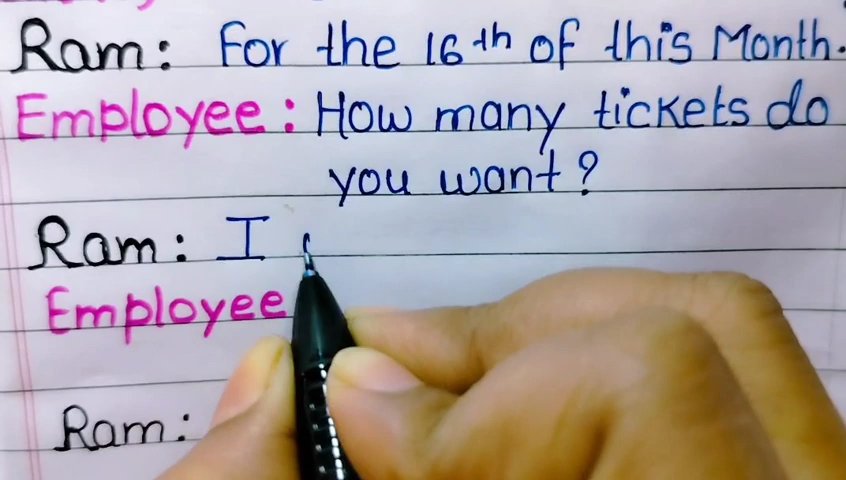 Ram: For the 16th of this Month.
Employee: How many tickets do
you want?
Ram: I
Employee
Ram: